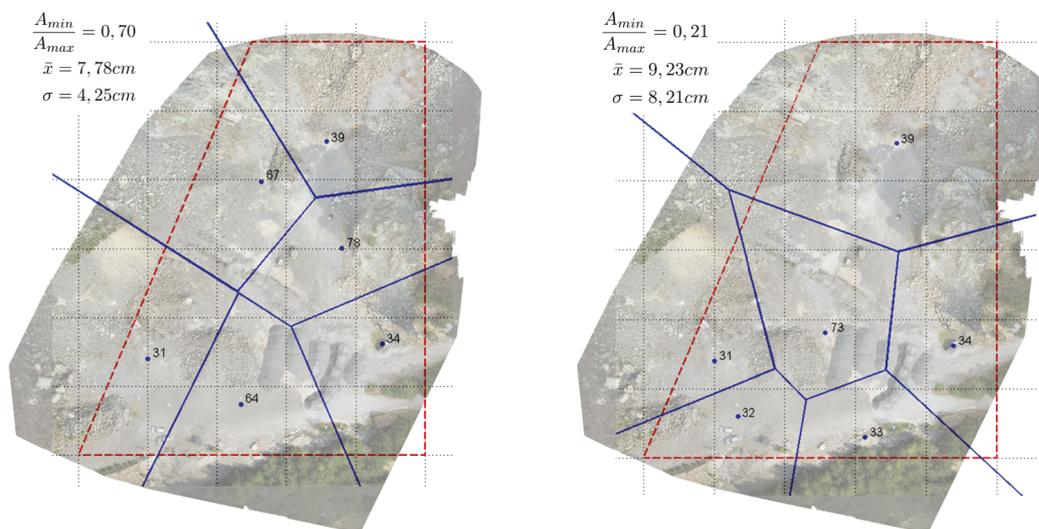 A_min/A_max = 0,70
x̄ = 7,78cm
σ = 4,25cm
39
67
78
34
31
64
A_min/A_max = 0,21
x̄ = 9,23cm
σ = 8,21cm
39
73
34
31
32
33